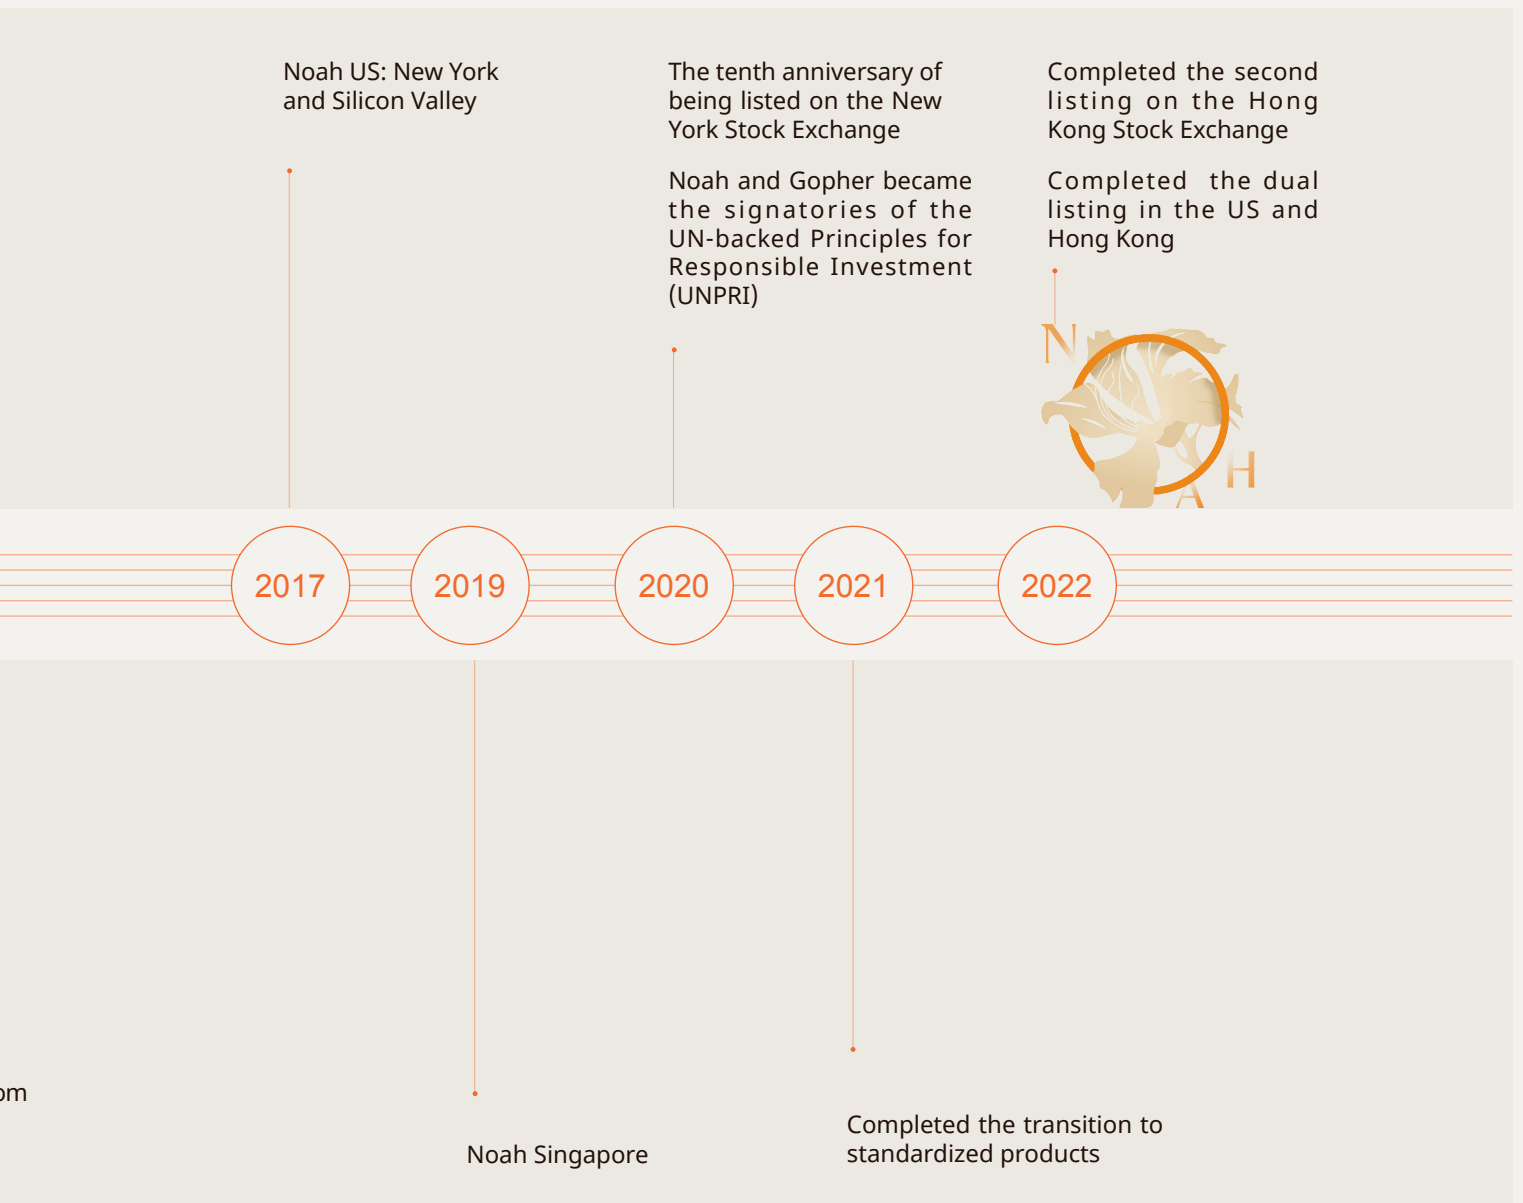 Noah US: New York
and Silicon Valley
The tenth anniversary of
being listed on the New
York Stock Exchange
Noah and Gopher became
the signatories of the
UN-backed Principles for
Responsible Investment
(UNPRI)
Completed the second
listing on the Hong
Kong Stock Exchange
Completed the dual
listing in the US and
Hong Kong
N
A
H
2017
2019
2020
2021
2022
om
Noah Singapore
Completed the transition to
standardized products